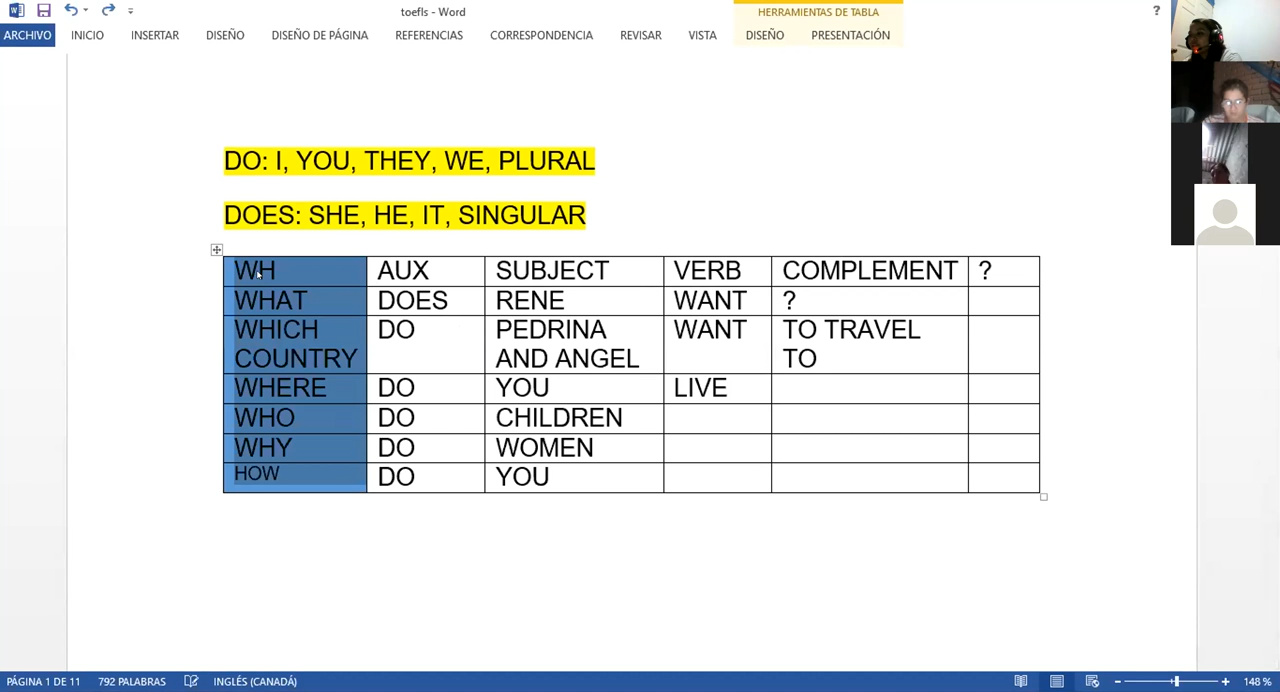 toefls - Word
HERRAMIENTAS DE TABLA
?
ARCHIVO INICIO INSERTAR DISEÑO DISEÑO DE PÁGINA REFERENCIAS CORRESPONDENCIA REVISAR VISTA DISEÑO PRESENTACIÓN
DO: I, YOU, THEY, WE, PLURAL
DOES: SHE, HE, IT, SINGULAR
WH AUX SUBJECT VERB COMPLEMENT ?
WHAT DOES RENE WANT ?
WHICH DO PEDRINA WANT TO TRAVEL
COUNTRY AND ANGEL TO
WHERE DO YOU LIVE
WHO DO CHILDREN
WHY DO WOMEN
HOW DO YOU
PÁGINA 1 DE 11 792 PALABRAS INGLÉS (CANADÁ) 148 %